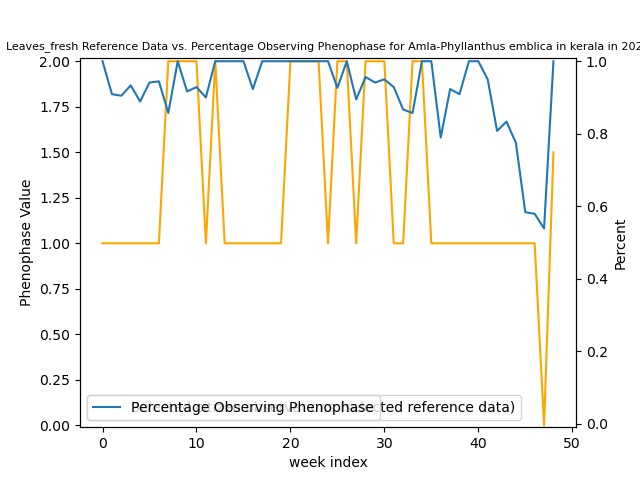 Leaves_fresh Reference Data vs. Percentage Observing Phenophase for Amla-Phyllanthus emblica in kerala in 202
2.00
1.75
1.50
1.25
1.00
0.75
0.50
0.25
0.00
Phenophase Value
1.0
0.8
0.6
0.4
0.2
0.0
Percent
Percentage Observing Phenophase
ted reference data)
0 10 20 30 40 50
week index